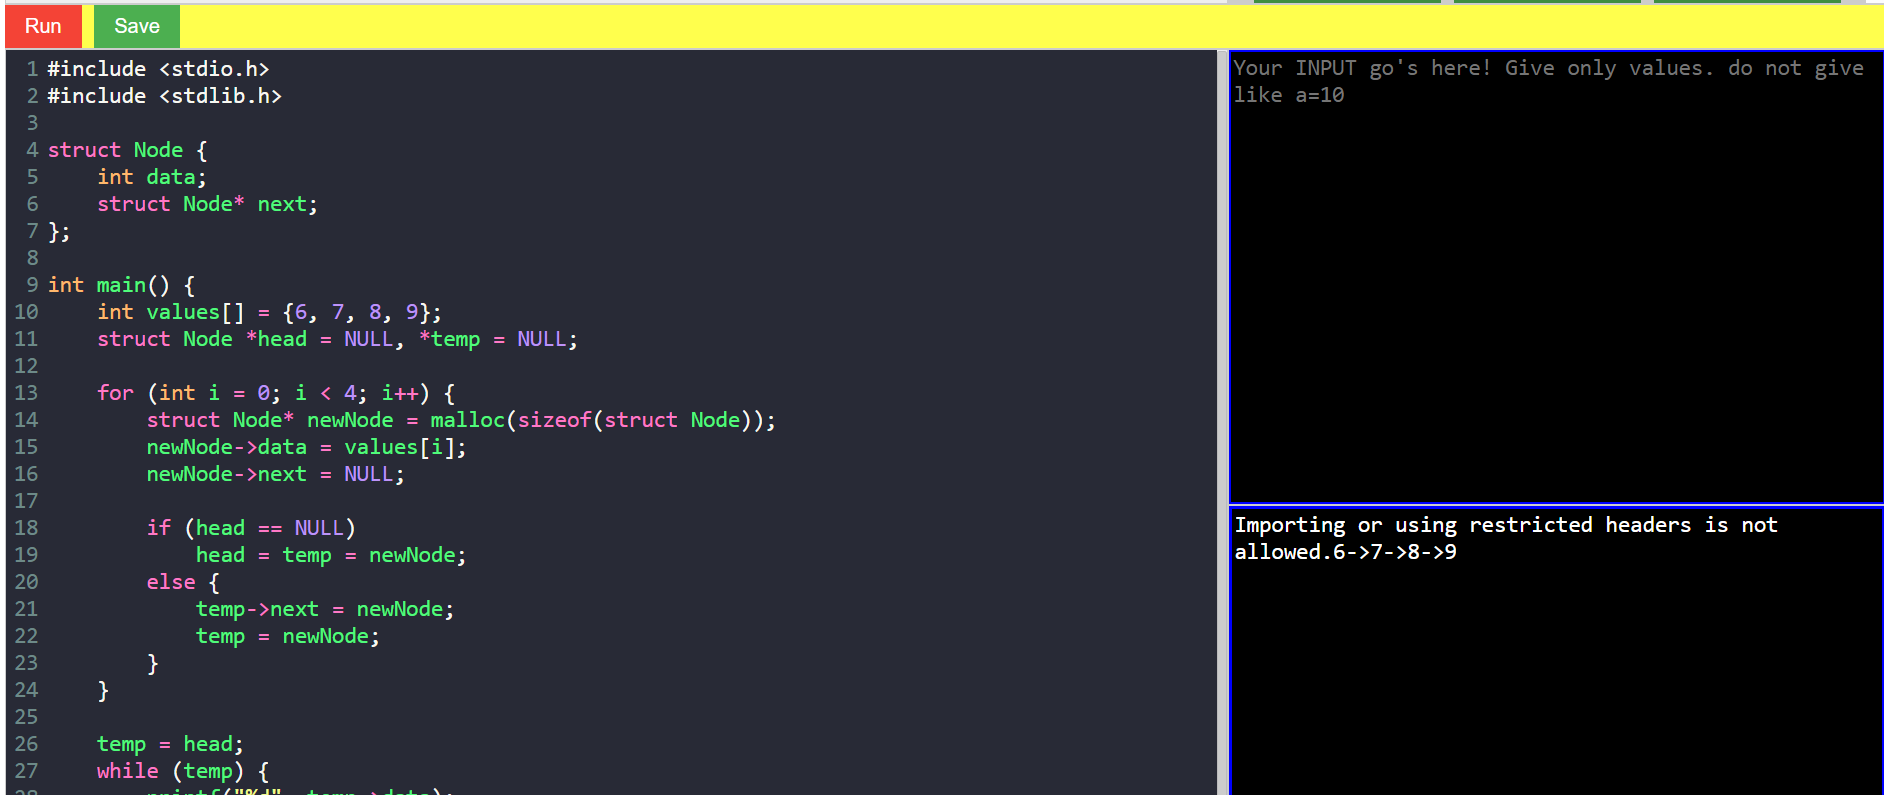 Run Save
1 #include <stdio.h>
2 #include <stdlib.h>
3
4 struct Node {
5     int data;
6     struct Node* next;
7 };
8
9 int main() {
10     int values[] = {6, 7, 8, 9};
11     struct Node *head = NULL, *temp = NULL;
12
13     for (int i = 0; i < 4; i++) {
14         struct Node* newNode = malloc(sizeof(struct Node));
15         newNode->data = values[i];
16         newNode->next = NULL;
17
18         if (head == NULL)
19             head = temp = newNode;
20         else {
21             temp->next = newNode;
22             temp = newNode;
23         }
24     }
25
26     temp = head;
27     while (temp) {
28         printf("%d", temp->data);
Your INPUT go's here! Give only values. do not give
like a=10
Importing or using restricted headers is not
allowed.6->7->8->9